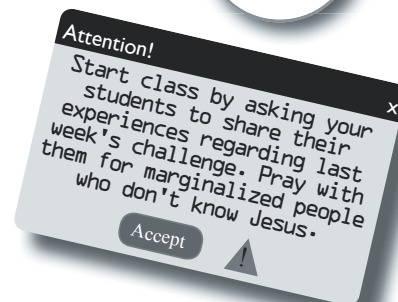 Attention!
x
Start class by asking your
students to share their
experiences regarding last
week's challenge. Pray with
them for marginalized people
who don't know Jesus.
Accept
!